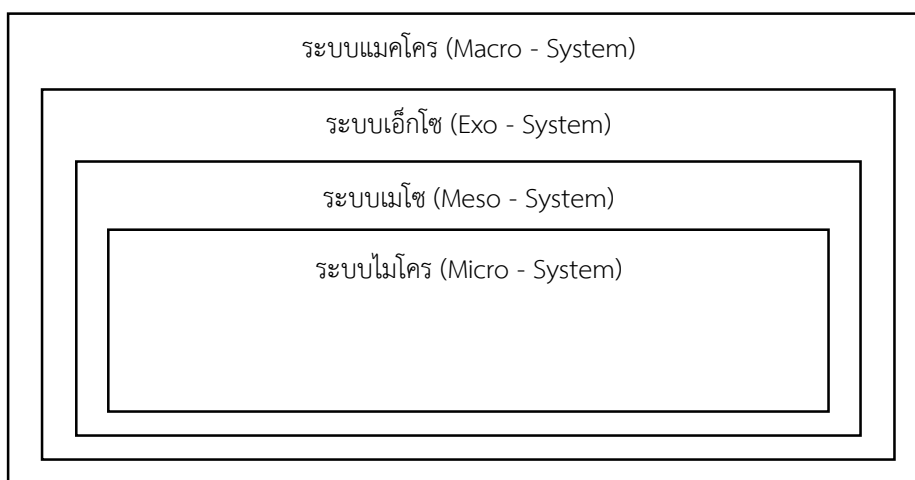 ระบบแมคโคร (Macro - System)
ระบบเอ็กโซ (Exo - System)
ระบบเมโซ (Meso - System)
ระบบไมโคร (Micro - System)